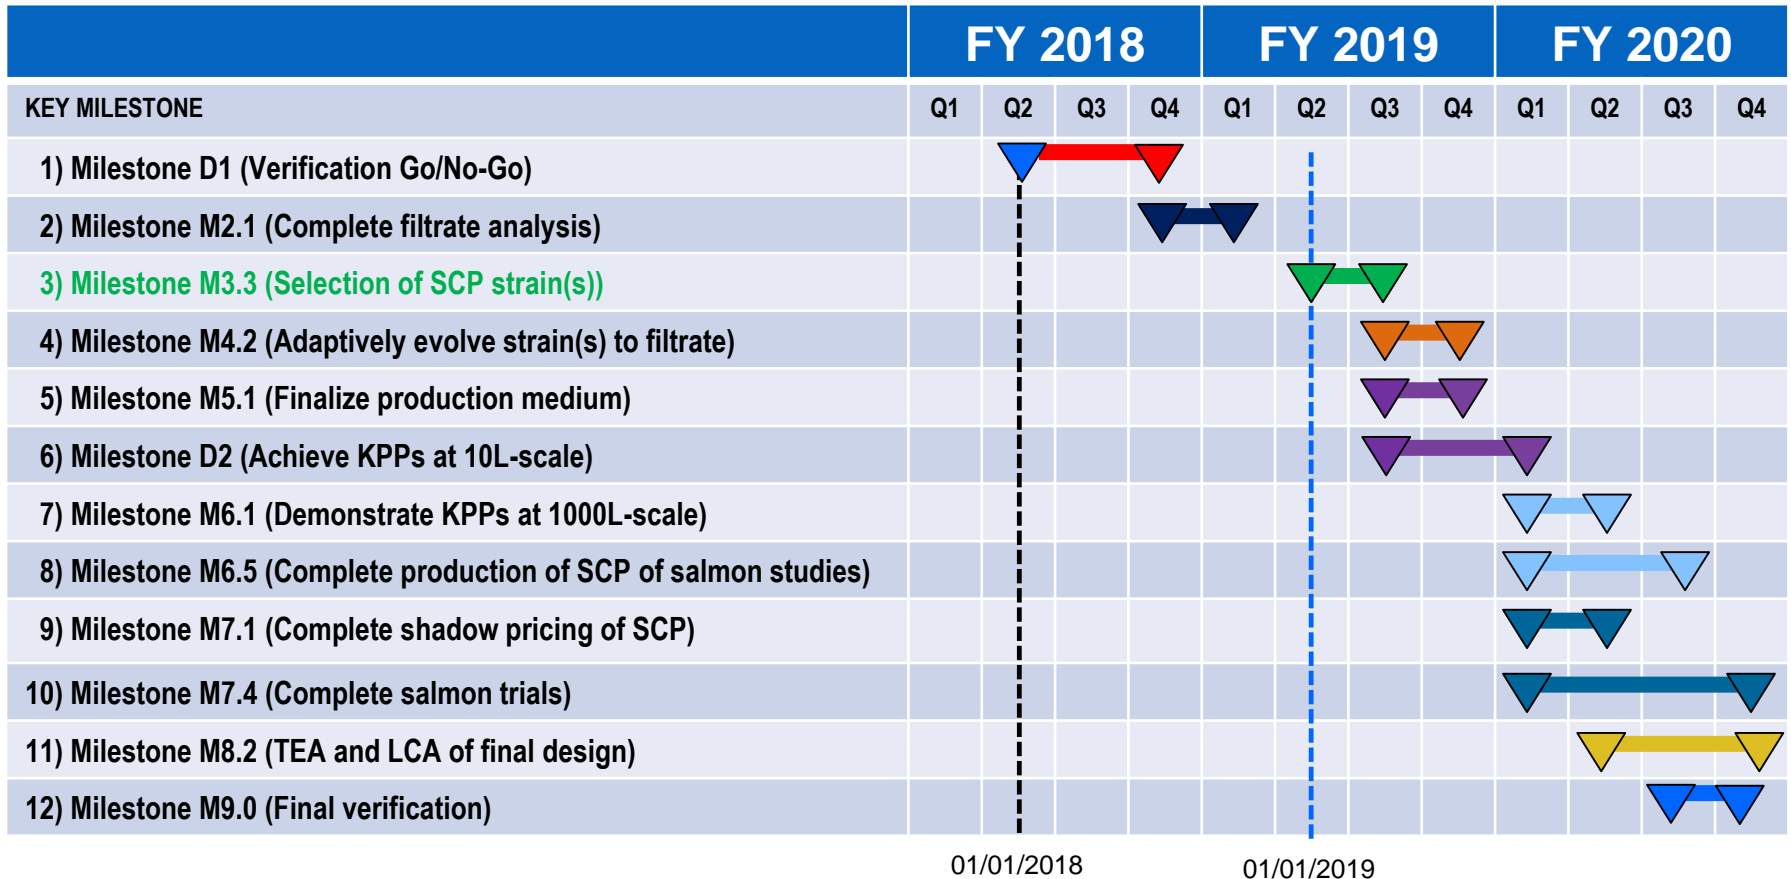 FY 2018 FY 2019 FY 2020
KEY MILESTONE Q1 Q2 Q3 Q4 Q1 Q2 Q3 Q4 Q1 Q2 Q3 Q4
1) Milestone D1 (Verification Go/No-Go)
2) Milestone M2.1 (Complete filtrate analysis)
3) Milestone M3.3 (Selection of SCP strain(s))
4) Milestone M4.2 (Adaptively evolve strain(s) to filtrate)
5) Milestone M5.1 (Finalize production medium)
6) Milestone D2 (Achieve KPPs at 10L-scale)
7) Milestone M6.1 (Demonstrate KPPs at 1000L-scale)
8) Milestone M6.5 (Complete production of SCP of salmon studies)
9) Milestone M7.1 (Complete shadow pricing of SCP)
10) Milestone M7.4 (Complete salmon trials)
11) Milestone M8.2 (TEA and LCA of final design)
12) Milestone M9.0 (Final verification)
01/01/2018 01/01/2019